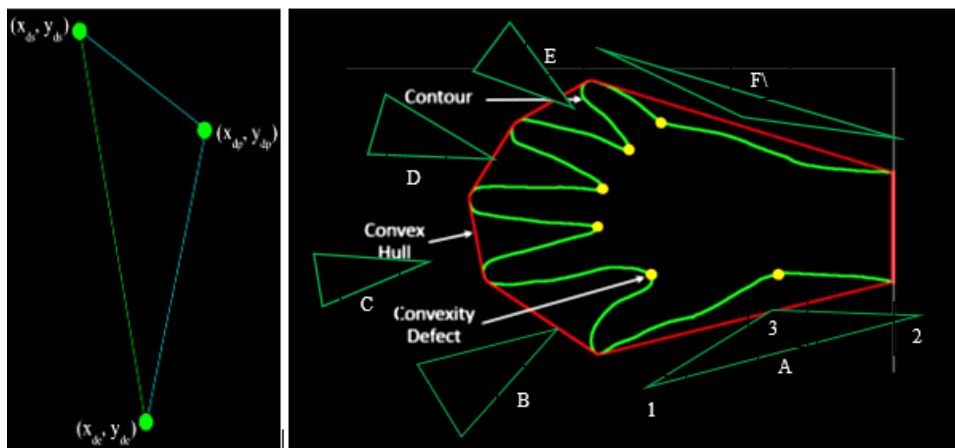 (x_ds, y_ds)
(x_dp, y_dp)
(x_de, y_de)
E
Contour
F\
D
Convex
Hull
C
Convexity
Defect
3
2
A
B
1